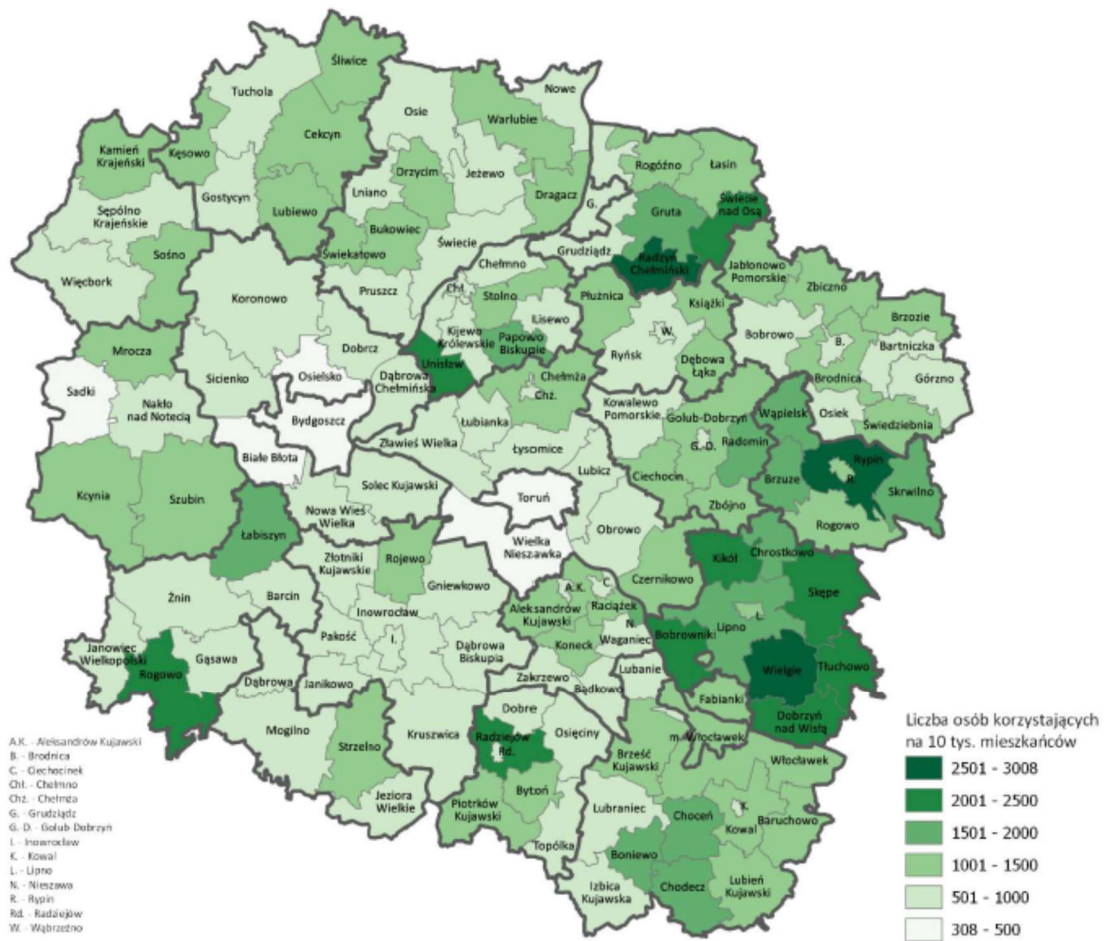 Śliwice
Tuchola
Nowe
Osie
Warlubie
Cekcyn
Kamień
Krajeński
Kęsowo
Rogóźno
Łasin
Drzycim
Jeżewo
Lniano
Dragacz
Gostycyn
G.
Świecie
nad Osą
Sępólno
Krajeńskie
Lubiewo
Gruta
Bukowiec
Świecie
Sośno
Świekatowo
Grudziądz
Radzyń
Chełmiński
Więcbork
Chełmno
Jabłonowo
Pomorskie
Zbiczno
Koronowo
Pruszcz
Chł.
Stolno
Płużnica
Książki
Brzozie
Lisewo
W.
Bobrowo
B.
Bartniczka
Mrocza
Dobrcz
Kijewo
Królewskie
Papowo
Biskupie
Ryńsk
Unisław
Dębowa
Łąka
Sadki
Sicienko
Osielsko
Dąbrowa
Chełmińska
Chełmża
Chż.
Brodnica
Górzno
Nakło
nad Notecią
Kowalewo
Pomorskie
Golub-Dobrzyń
Wąpielsk
Osiek
Bydgoszcz
Łubianka
Świedziebnia
Zławieś Wielka
Łysomice
G.-D.
Radomin
Białe Błota
Rypin
R.
Lubicz
Ciechocin
Brzuze
Skrwilno
Kcynia
Szubin
Solec Kujawski
Toruń
Nowa Wieś
Wielka
Obrowo
Zbójno
Rogowo
Łabiszyn
Wielka
Nieszawka
Złotniki
Kujawskie
Rojewo
Kikół
Chrostkowo
Czernikowo
Gniewkowo
A.K.
C.
Skępe
Żnin
Barcin
Inowrocław
Aleksandrów
Kujawski
Raciążek
L.
N.
Lipno
Pakość
I.
Waganiec
Bobrowniki
Janowiec
Wielkopolski
Koneck
Gąsawa
Dąbrowa
Biskupia
Rogowo
Zakrzewo
Lubanie
Wielgie
Tłuchowo
Dąbrowa
Janikowo
Bądkowo
Fabianki
Dobre
Dobrzyń
nad Wisłą
Mogilno
Kruszwica
Osięciny
Strzelno
Radziejów
Rd.
m. Włocławek
Brześć
Kujawski
Włocławek
Bytoń
Jeziora
Wielkie
Piotrków
Kujawski
Lubraniec
Choceń
K.
Kowal
Baruchowo
Topólka
Boniewo
Izbica
Kujawska
Chodecz
Lubień
Kujawski
A.K. - Aleksandrów Kujawski
B. - Brodnica
C. - Ciechocinek
Chł. - Chełmno
Chż. - Chełmża
G. - Grudziądz
G.-D. - Golub-Dobrzyń
I. - Inowrocław
K. - Kowal
L. - Lipno
N. - Nieszawa
R. - Rypin
Rd. - Radziejów
W. - Wąbrzeźno
Liczba osób korzystających
na 10 tys. mieszkańców
2501 - 3008
2001 - 2500
1501 - 2000
1001 - 1500
501 - 1000
308 - 500